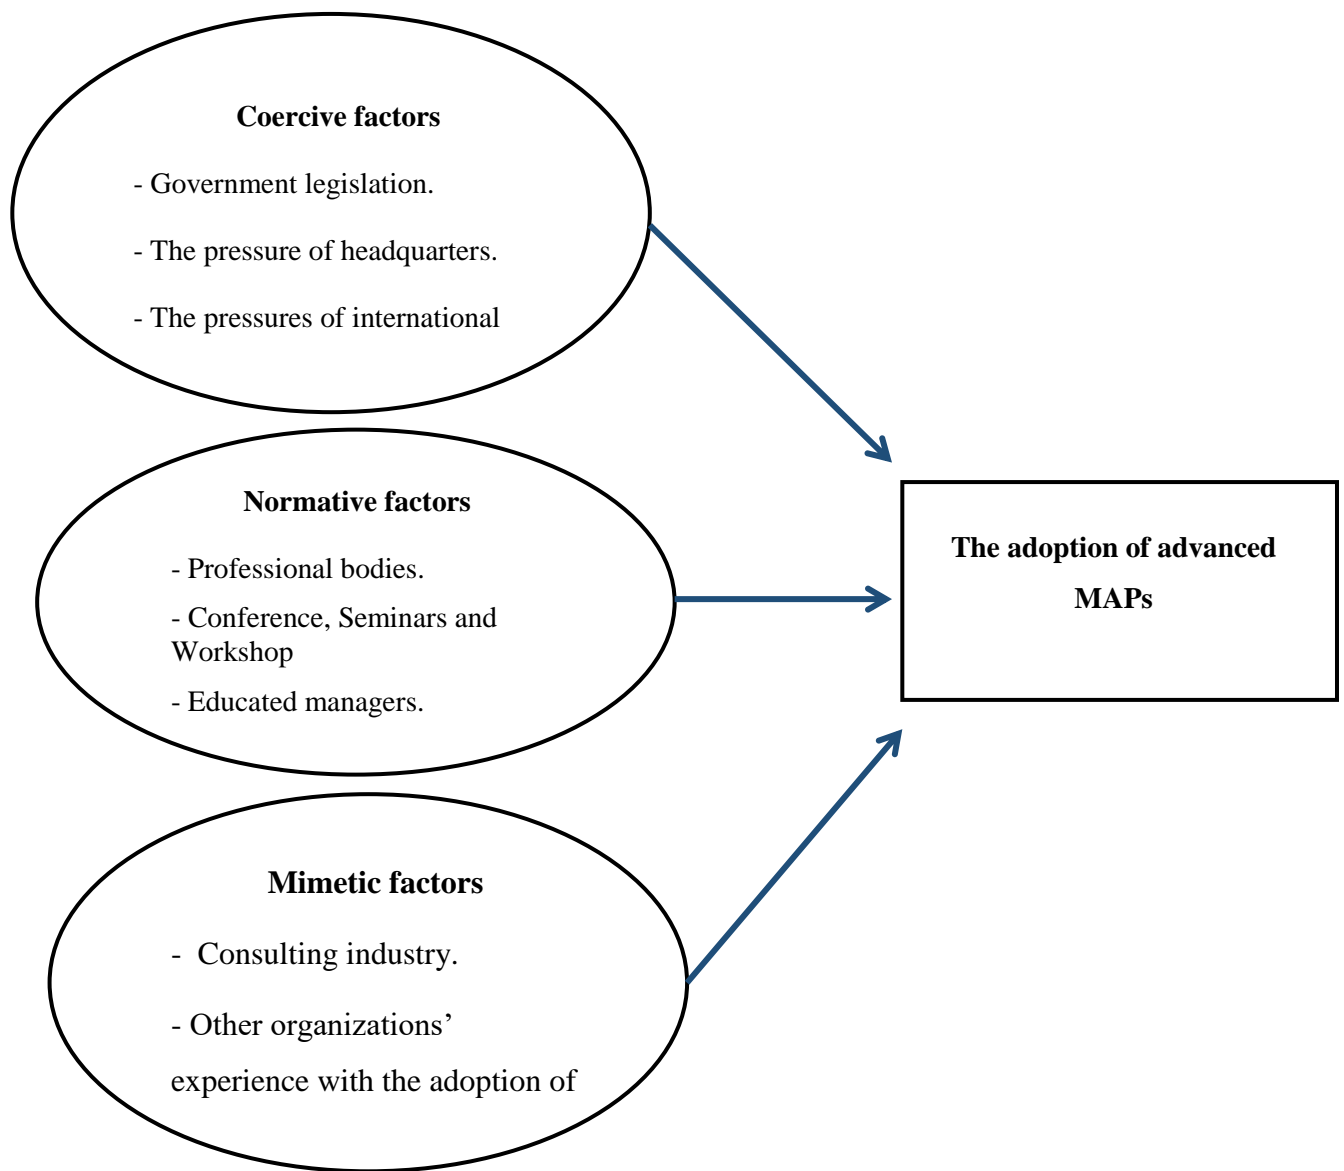 Coercive factors
- Government legislation.
- The pressure of headquarters.
- The pressures of international
Normative factors
- Professional bodies.
- Conference, Seminars and
Workshop
- Educated managers.
Mimetic factors
- Consulting industry.
- Other organizations’
experience with the adoption of
The adoption of advanced
MAPs